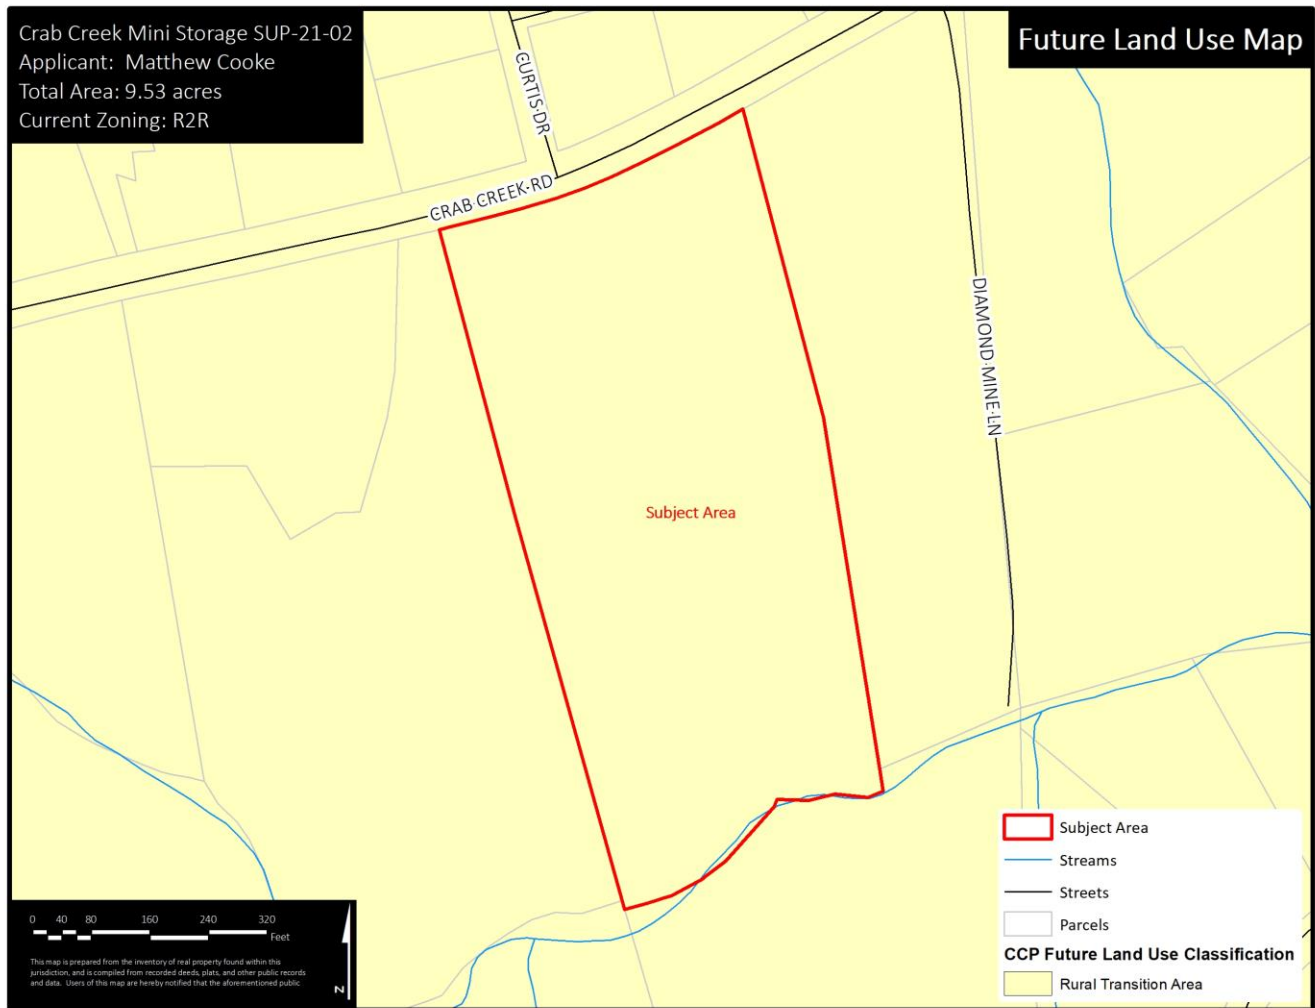 Crab Creek Mini Storage SUP-21-02
Applicant: Matthew Cooke
Total Area: 9.53 acres
Current Zoning: R2R
Future Land Use Map
CURTIS DR
CRAB CREEK RD
DIAMOND MINE LN
Subject Area
Subject Area
Streams
Streets
Parcels
CCP Future Land Use Classification
Rural Transition Area
0 40 80 160 240 320
Feet
This map is prepared from the inventory of real property found within this
jurisdiction, and is compiled from recorded deeds, plats, and other public records
and data. Users of this map are hereby notified that the aforementioned public
N